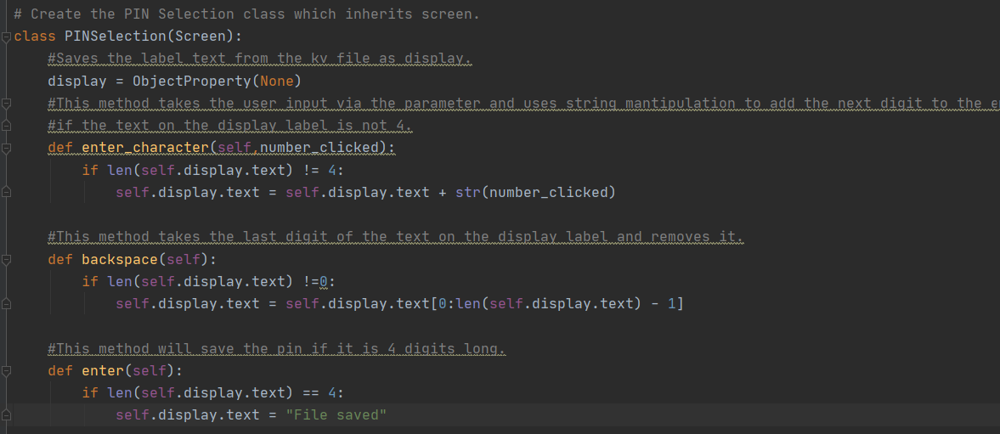 # Create the PIN Selection class which inherits screen.
class PINSelection(Screen):
    #Saves the label text from the kv file as display.
    display = ObjectProperty(None)
    #This method takes the user input via the parameter and uses string mantipulation to add the next digit to the
    #if the text on the display label is not 4.
    def enter_character(self,number_clicked):
        if len(self.display.text) != 4:
            self.display.text = self.display.text + str(number_clicked)
    #This method takes the last digit of the text on the display label and removes it.
    def backspace(self):
        if len(self.display.text) !=0:
            self.display.text = self.display.text[0:len(self.display.text) - 1]
    #This method will save the pin if it is 4 digits long.
    def enter(self):
        if len(self.display.text) == 4:
            self.display.text = "File saved"